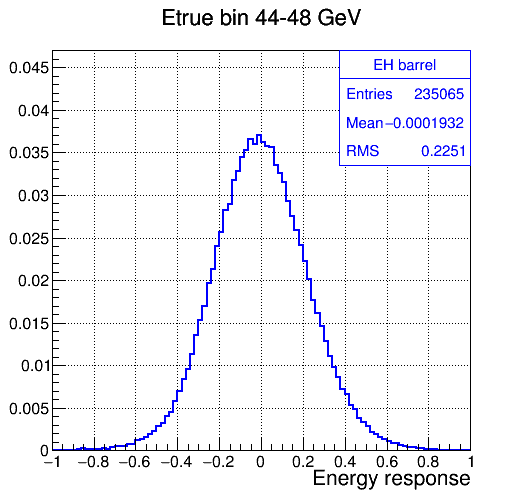 Etrue bin 44-48 GeV
EH barrel
Entries 235065
Mean −0.0001932
RMS 0.2251
0.045
0.04
0.035
0.03
0.025
0.02
0.015
0.01
0.005
0
−1 −0.8 −0.6 −0.4 −0.2 0 0.2 0.4 0.6 0.8 1
Energy response